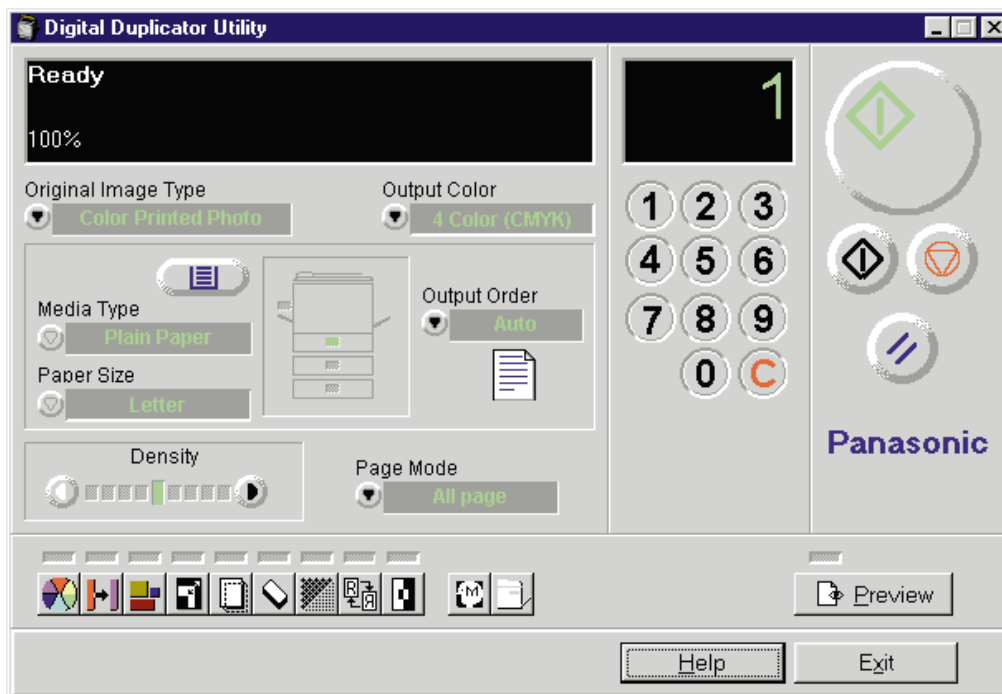 Digital Duplicator Utility
Ready
100%
1
Original Image Type
Color Printed Photo
Output Color
4 Color (CMYK)
Media Type
Plain Paper
Paper Size
Letter
Output Order
Auto
Density
Page Mode
All page
1 2 3
4 5 6
7 8 9
0 C
Panasonic
R R
M
Preview
Help
Exit